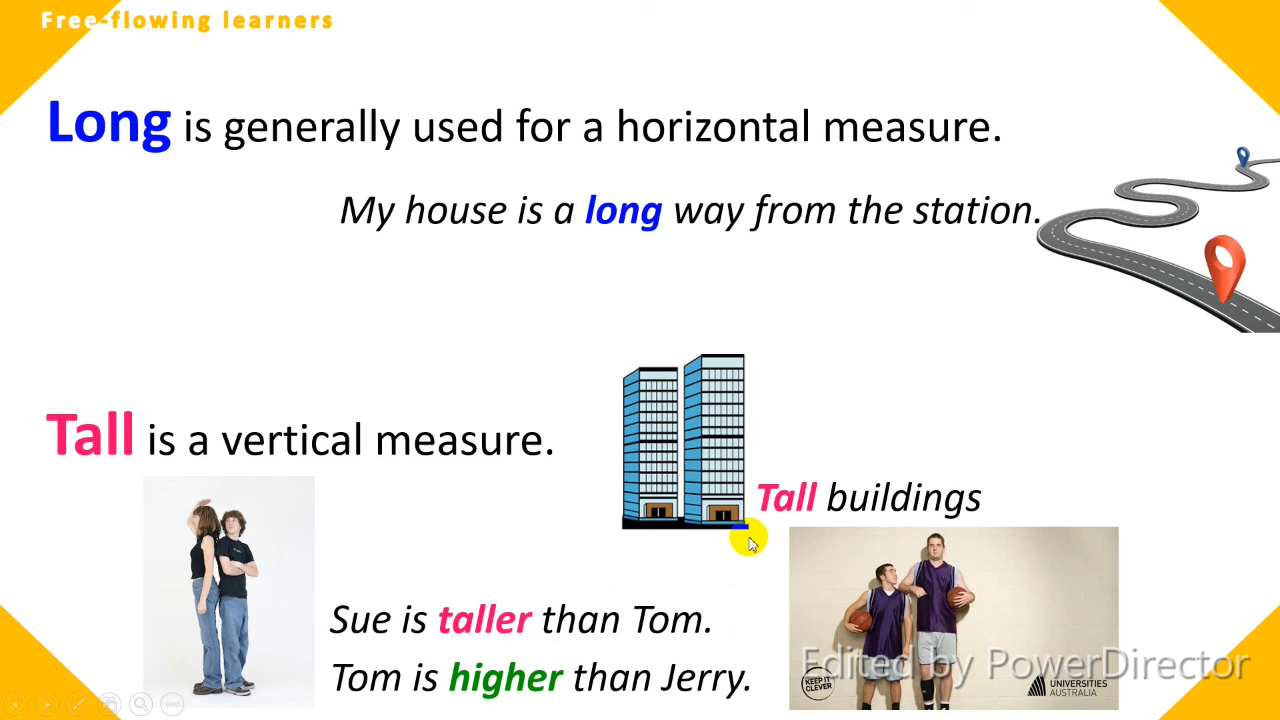 Free-flowing learners
Long is generally used for a horizontal measure.
My house is a long way from the station.
Tall is a vertical measure.
Tall buildings
Sue is taller than Tom.
Tom is higher than Jerry.
Edited by PowerDirector
KEEP IT
CLEVER
UNIVERSITIES
AUSTRALIA